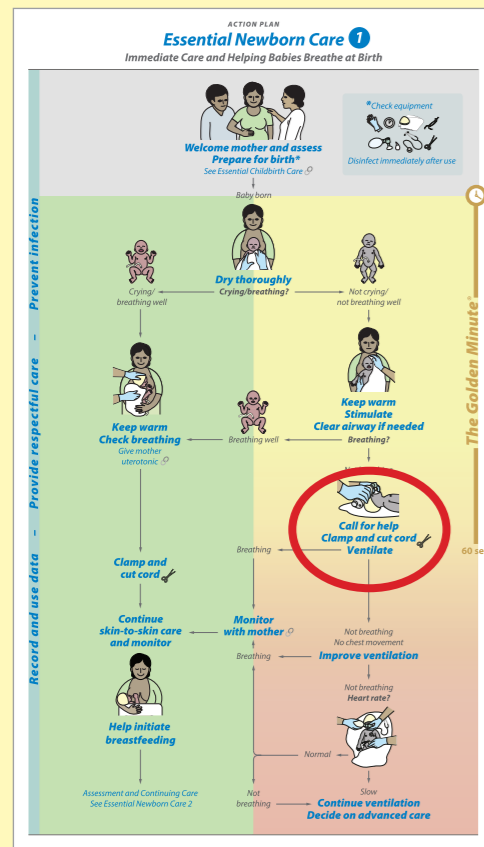 ACTION PLAN
Essential Newborn Care 1
Immediate Care and Helping Babies Breathe at Birth
*Check equipment
Disinfect immediately after use
Welcome mother and assess
Prepare for birth*
See Essential Childbirth Care
Baby born
Prevent infection – Provide respectful care – Record and use data
The Golden Minute®
Dry thoroughly
Crying/breathing?
Crying/
breathing well
Not crying/
not breathing well
Keep warm
Stimulate
Clear airway if needed
Breathing?
Keep warm
Check breathing
Give mother
uterotonic
Breathing well
Call for help
Clamp and cut cord
Ventilate
60 se
Breathing
Clamp and
cut cord
Continue
skin-to-skin care
and monitor
Monitor
with mother
Not breathing
No chest movement
Breathing
Improve ventilation
Not breathing
Heart rate?
Help initiate
breastfeeding
Normal
Assessment and Continuing Care
See Essential Newborn Care 2
Not
breathing
Slow
Continue ventilation
Decide on advanced care